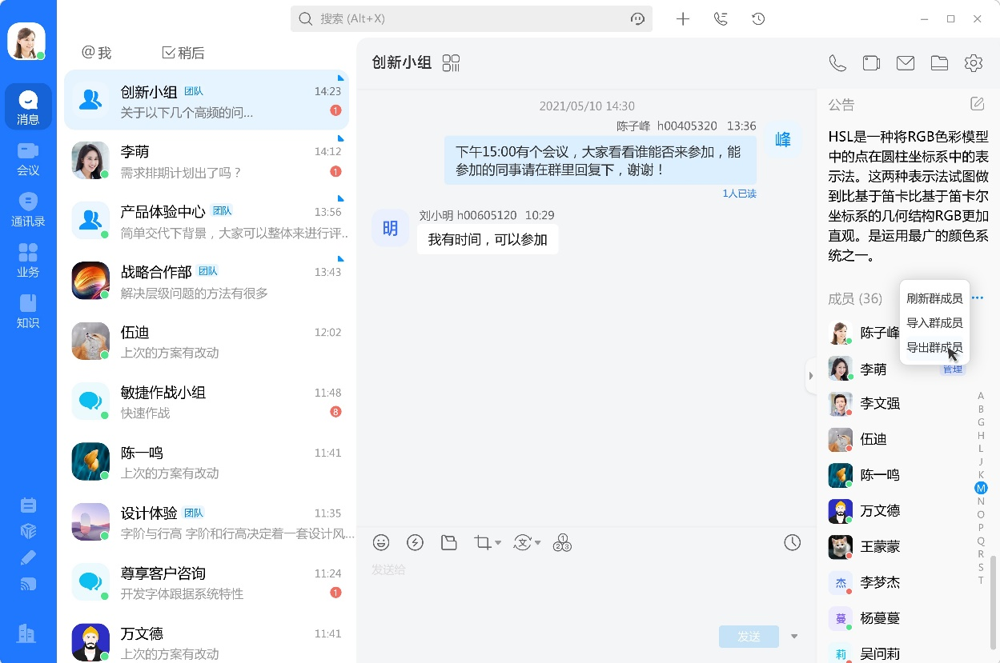 搜索 (Alt+X)
消息
会议
通讯录
业务
知识
@我
稍后
创新小组 团队 14:23
关于以下几个高频的问... 1
李萌 14:12
需求排期计划出了吗？ 1
产品体验中心 团队 13:56
简单交代下背景，大家可以整体来进行评..
战略合作部 团队 13:43
解决层级问题的方法有很多
伍迪 12:02
上次的方案有改动
敏捷作战小组 11:48
快速作战 8
陈一鸣 11:41
上次的方案有改动
设计体验 团队 11:35
字阶与行高 字阶和行高决定着一套设计风...
尊享客户咨询 11:24
开发字体跟据系统特性 1
万文德 11:41
上次的方案有改动
创新小组
2021/05/10 14:30
陈子峰 h00405320 13:36
峰
下午15:00有个会议，大家看看谁能否来参加，能
参加的同事请在群里回复下，谢谢！
1人已读
明
刘小明 h00605120 10:29
我有时间，可以参加
文
1
2 3
发送给
发送
公告
HSL是一种将RGB色彩模型
中的点在圆柱坐标系中的表
示法。这两种表示法试图做
到比基于笛卡比基于笛卡尔
坐标系的几何结构RGB更加
直观。是运用最广的颜色系
统之一。
成员 (36)
刷新群成员
导入群成员
导出群成员
陈子峰
李萌
管理
李文强
伍迪
陈一鸣
万文德
王蒙蒙
杰 李梦杰
蔓 杨蔓蔓
莉 吴问莉
A
B
G
H
L
J
K
M
N
O
P
Q
R
S
T